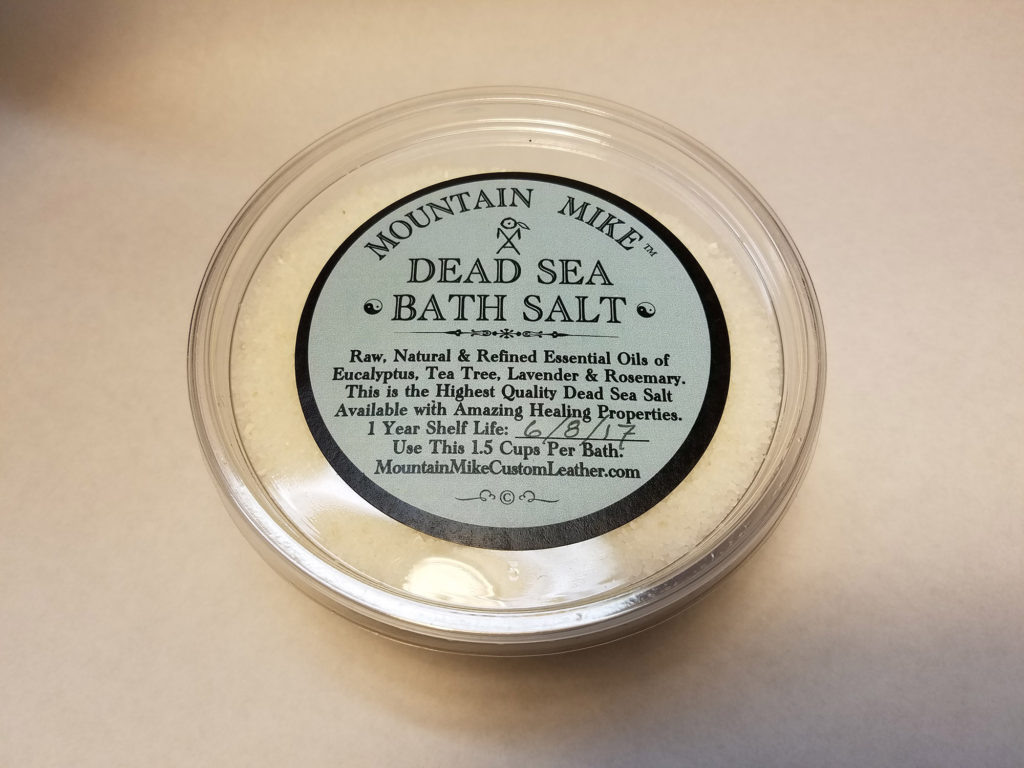 MOUNTAIN MIKE™
DEAD SEA
BATH SALT
Raw, Natural & Refined Essential Oils of
Eucalyptus, Tea Tree, Lavender & Rosemary.
This is the Highest Quality Dead Sea Salt
Available with Amazing Healing Properties.
1 Year Shelf Life: 6/8/17
Use This 1.5 Cups Per Bath.
MountainMikeCustomLeather.com
©